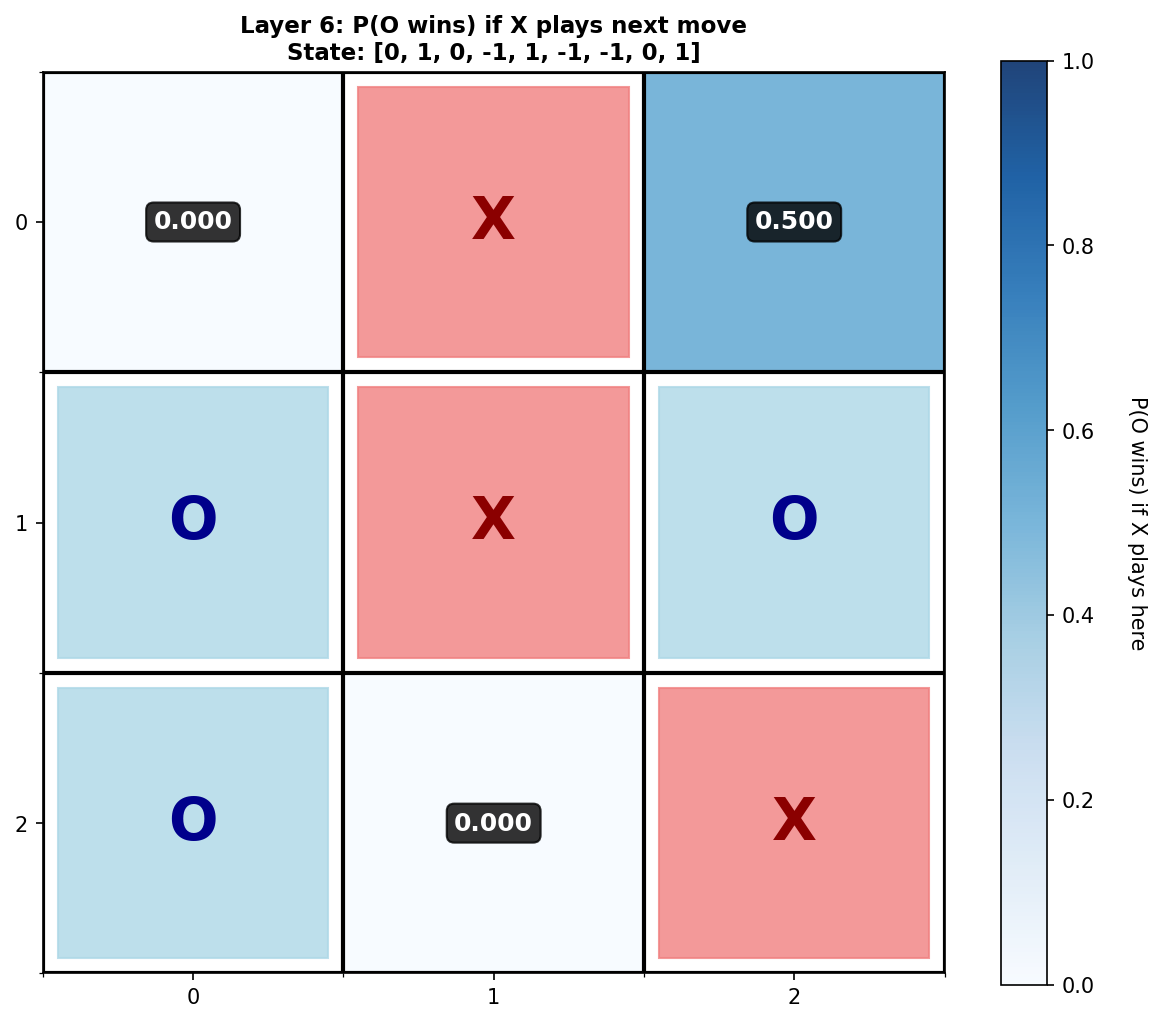 Layer 6: P(O wins) if X plays next move
State: [0, 1, 0, -1, 1, -1, -1, 0, 1]
0.000
X
0.500
O
X
O
O
0.000
X
0
1
2
0
1
2
1.0
0.8
0.6
0.4
0.2
0.0
P(O wins) if X plays here